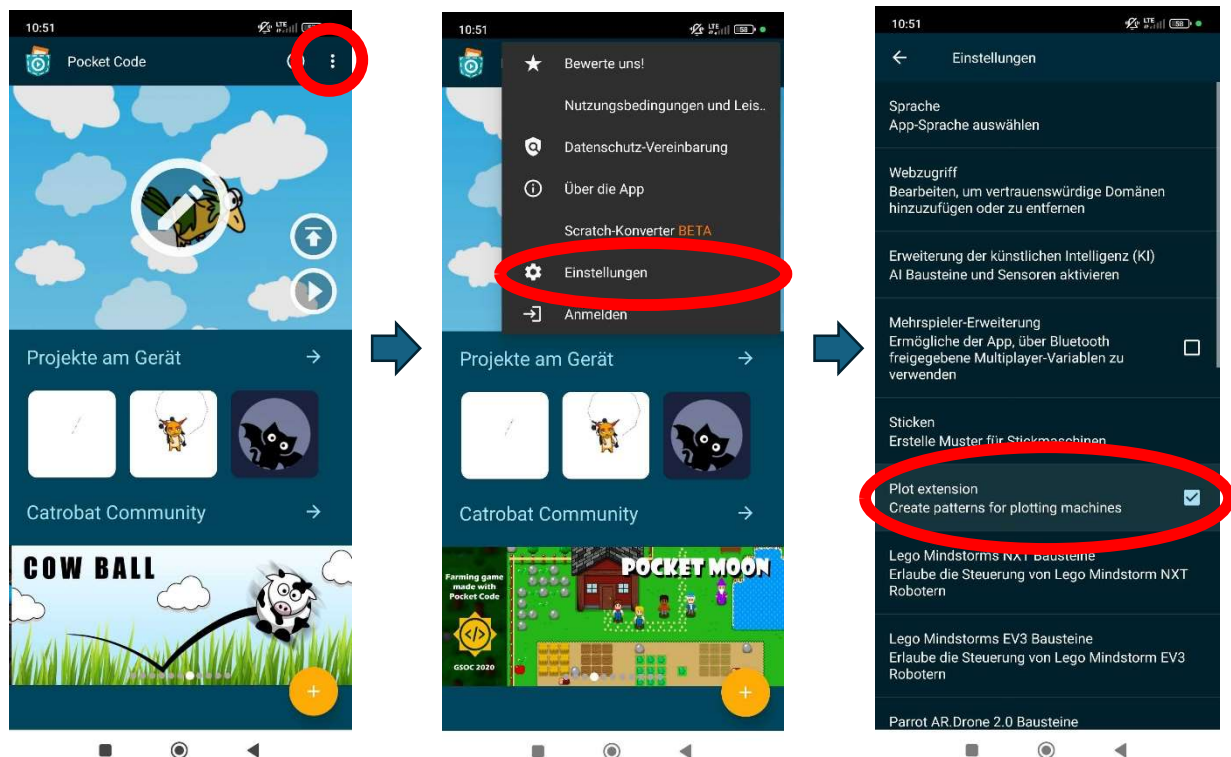 10:51
LTE
58
Pocket Code
Projekte am Gerät
Catrobat Community
COW BALL
+
10:51
LTE
58
Bewerte uns!
Nutzungsbedingungen und Leis..
Datenschutz-Vereinbarung
Über die App
Scratch-Konverter BETA
Einstellungen
Anmelden
Projekte am Gerät
Catrobat Community
Farming game
made with
Pocket Code
POCKET MOON
</>
GSOC 2020
+
10:51
LTE
58
Einstellungen
Sprache
App-Sprache auswählen
Webzugriff
Bearbeiten, um vertrauenswürdige Domänen
hinzuzufügen oder zu entfernen
Erweiterung der künstlichen Intelligenz (KI)
AI Bausteine und Sensoren aktivieren
Mehrspieler-Erweiterung
Ermögliche der App, über Bluetooth
freigegebene Multiplayer-Variablen zu
verwenden
Sticken
Erstelle Muster für Stickmaschinen
Plot extension
Create patterns for plotting machines
Lego Mindstorms NXT Bausteine
Erlaube die Steuerung von Lego Mindstorm NXT
Robotern
Lego Mindstorms EV3 Bausteine
Erlaube die Steuerung von Lego Mindstorm EV3
Robotern
Parrot AR.Drone 2.0 Bausteine